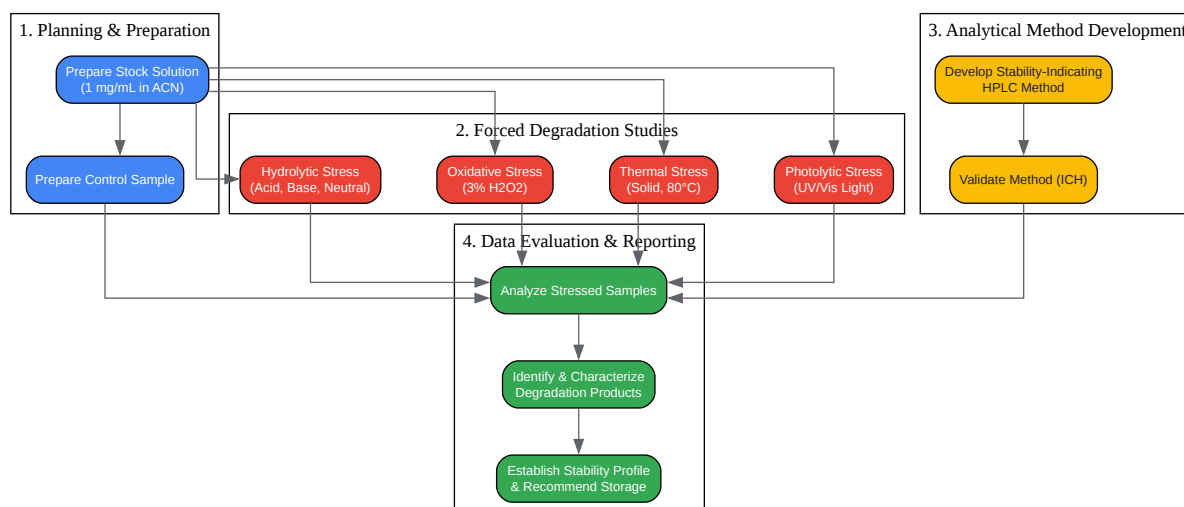 1. Planning & Preparation
Prepare Stock Solution
(1 mg/mL in ACN)
Prepare Control Sample
2. Forced Degradation Studies
Hydrolytic Stress
(Acid, Base, Neutral)
Oxidative Stress
(3% H2O2)
Thermal Stress
(Solid, 80°C)
Photolytic Stress
(UV/Vis Light)
3. Analytical Method Development
Develop Stability-Indicating
HPLC Method
Validate Method (ICH)
4. Data Evaluation & Reporting
Analyze Stressed Samples
Identify & Characterize
Degradation Products
Establish Stability Profile
& Recommend Storage